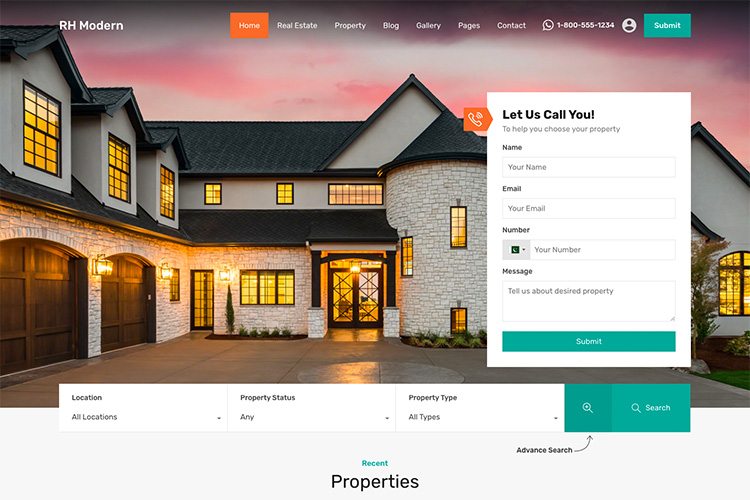 RH Modern
Home Real Estate Property Blog Gallery Pages Contact 1-800-555-1234 Submit
Let Us Call You!
To help you choose your property
Name
Your Name
Email
Your Email
Number
Your Number
Message
Tell us about desired property
Submit
Location Property Status Property Type
All Locations Any All Types Search
Advance Search
Recent
Properties